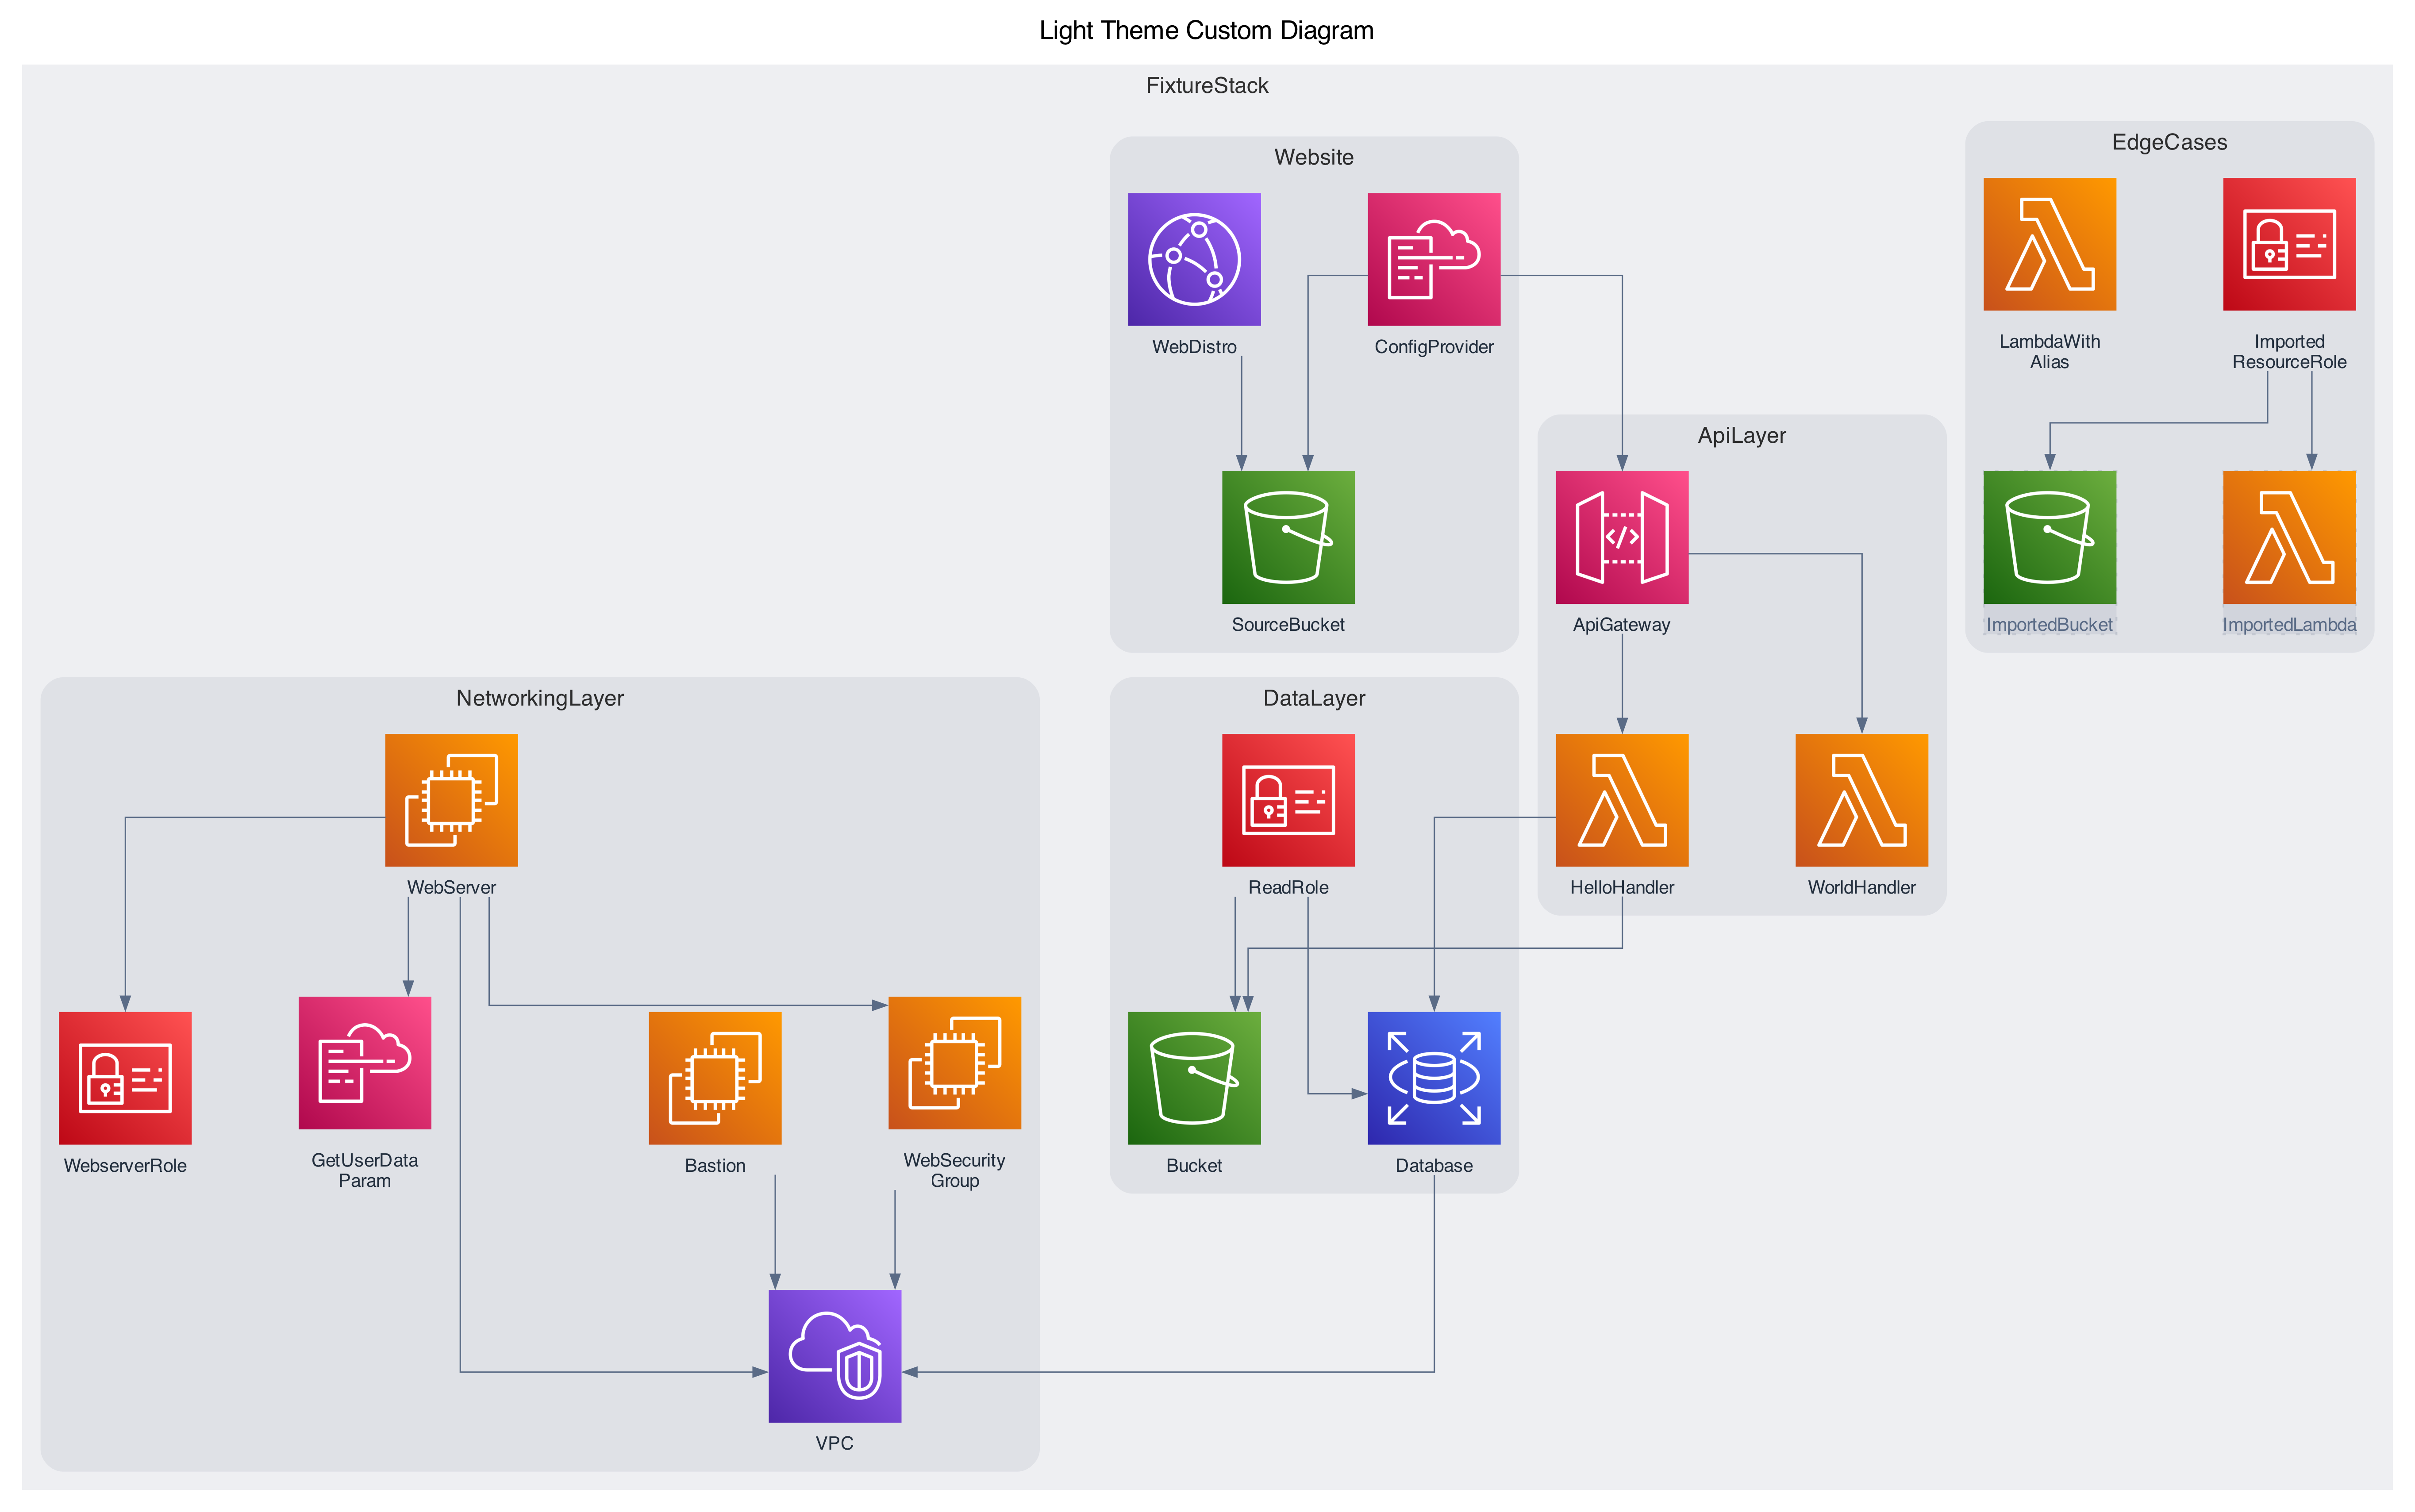 Light Theme Custom Diagram
FixtureStack
Website
WebDistro
ConfigProvider
SourceBucket
EdgeCases
LambdaWith
Alias
Imported
ResourceRole
ImportedBucket
ImportedLambda
ApiLayer
</>
ApiGateway
HelloHandler
WorldHandler
NetworkingLayer
WebServer
WebserverRole
GetUserData
Param
Bastion
WebSecurity
Group
VPC
DataLayer
ReadRole
Bucket
Database